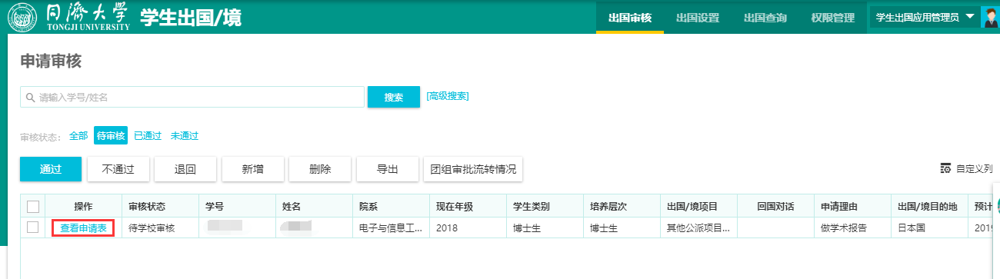 同濟大学 学生出国/境 出国审核 出国设置 出国查询 权限管理 学生出国应用管理员
TONGJI UNIVERSITY
申请审核
请输入学号/姓名 搜索 [高级搜索]
审核状态: 全部 待审核 已通过 未通过
通过 不通过 退回 新增 删除 导出 团组审批流转情况 自定义列
操作 审核状态 学号 姓名 院系 现在年级 学生类别 培养层次 出国/境项目 回国对话 申请理由 出国/境目的地 预计
查看申请表 待学校审核 电子与信息工... 2018 博士生 博士生 其他公派项目... 做学术报告 日本国 2019